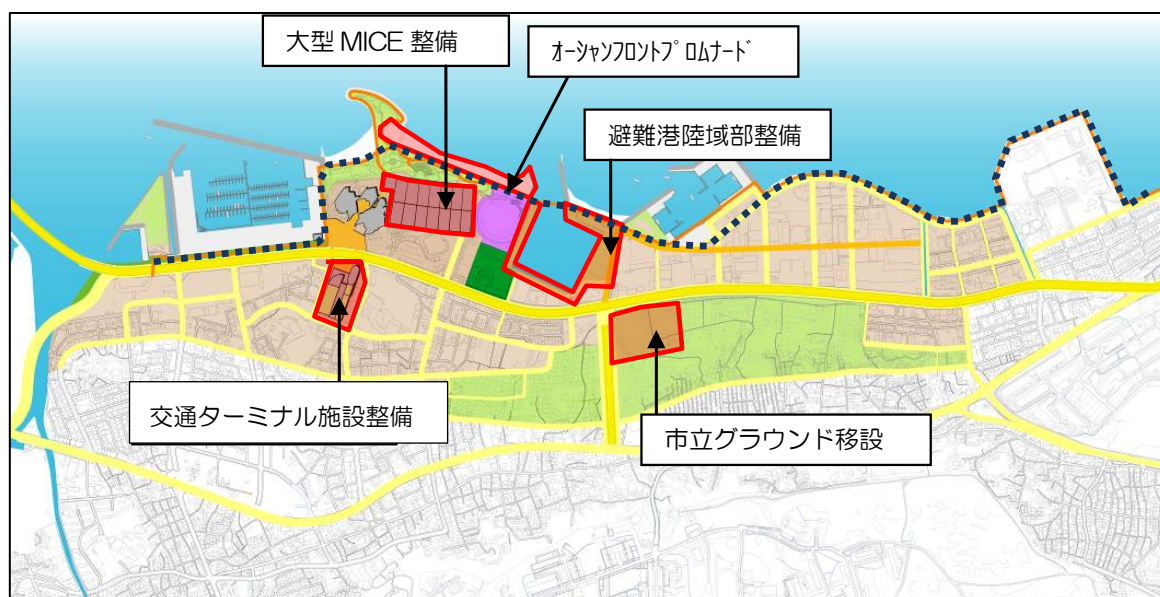 大型 MICE 整備
ｵｰｼｬﾝﾌﾛﾝﾄﾌﾟﾛﾑﾅｰﾄﾞ
避難港陸域部整備
交通ターミナル施設整備
市立グラウンド移設